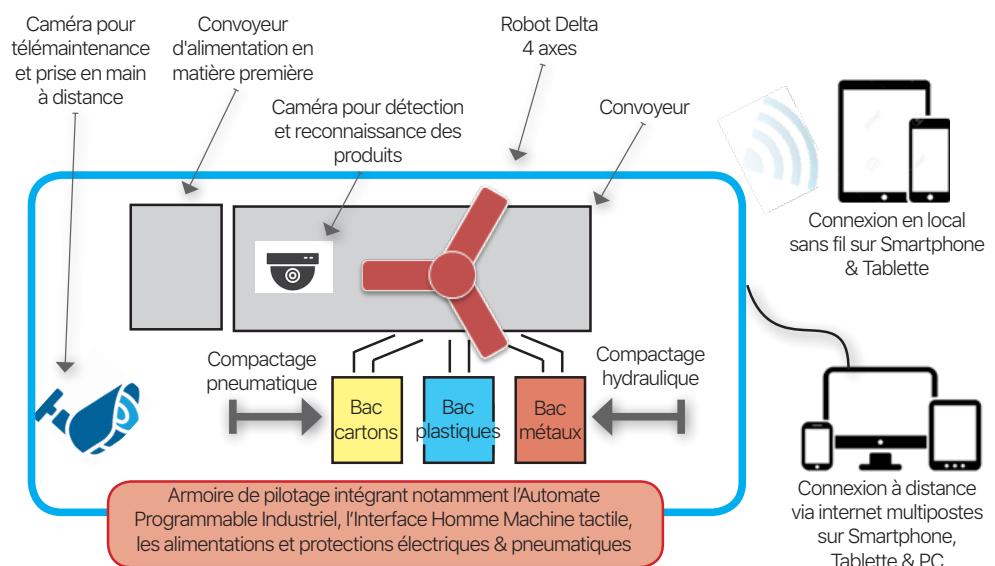 Caméra pour
télémaintenance
et prise en main
à distance
Convoyeur
d'alimentation en
matière première
Caméra pour détection
et reconnaissance des
produits
Robot Delta
4 axes
Convoyeur
Connexion en local
sans fil sur Smartphone
& Tablette
Compactage
pneumatique
Bac
cartons
Bac
plastiques
Bac
métaux
Compactage
hydraulique
Armoire de pilotage intégrant notamment l’Automate
Programmable Industriel, l’Interface Homme Machine tactile,
les alimentations et protections électriques & pneumatiques
Connexion à distance
via internet multipostes
sur Smartphone,
Tablette & PC